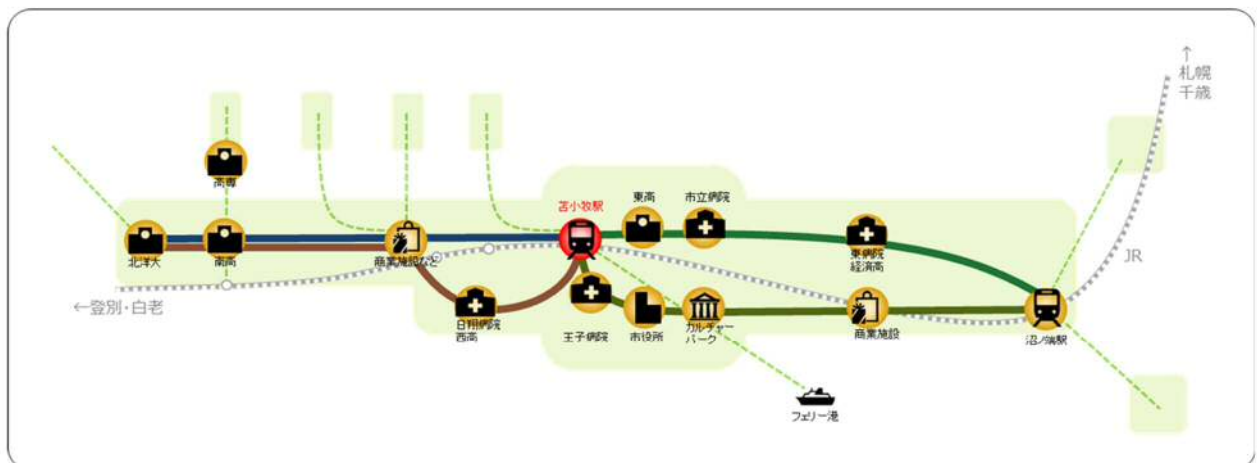 ↑
札幌
千歳
高専
苫小牧駅
東高
市立病院
北洋大
南高
商業施設など
東病院
経済高
JR
←登別・白老
日翔病院
西高
王子病院
市役所
カルチャー
パーク
商業施設
沼ノ端駅
フェリー港